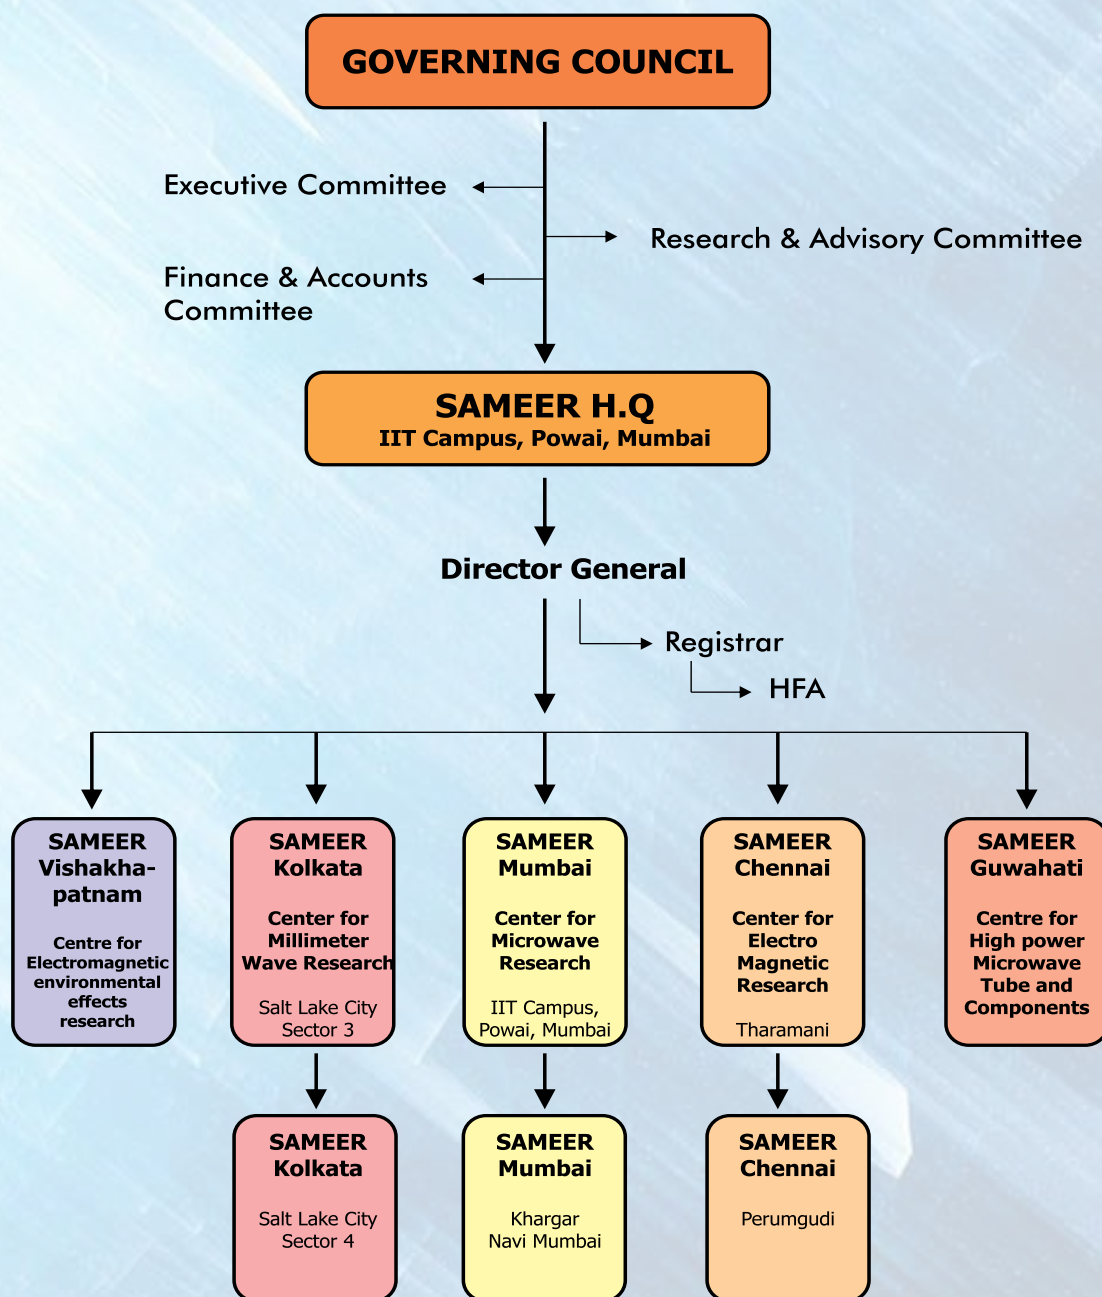 GOVERNING COUNCIL
Executive Committee
Research & Advisory Committee
Finance & Accounts
Committee
SAMEER H.Q
IIT Campus, Powai, Mumbai
Director General
Registrar
HFA
SAMEER
Vishakha-
patnam
Centre for
Electromagnetic
environmental
effects
research
SAMEER
Kolkata
Center for
Millimeter
Wave Research
Salt Lake City
Sector 3
SAMEER
Mumbai
Center for
Microwave
Research
IIT Campus,
Powai, Mumbai
SAMEER
Chennai
Center for
Electro
Magnetic
Research
Tharamani
SAMEER
Guwahati
Centre for
High power
Microwave
Tube and
Components
SAMEER
Kolkata
Salt Lake City
Sector 4
SAMEER
Mumbai
Khargar
Navi Mumbai
SAMEER
Chennai
Perumgudi